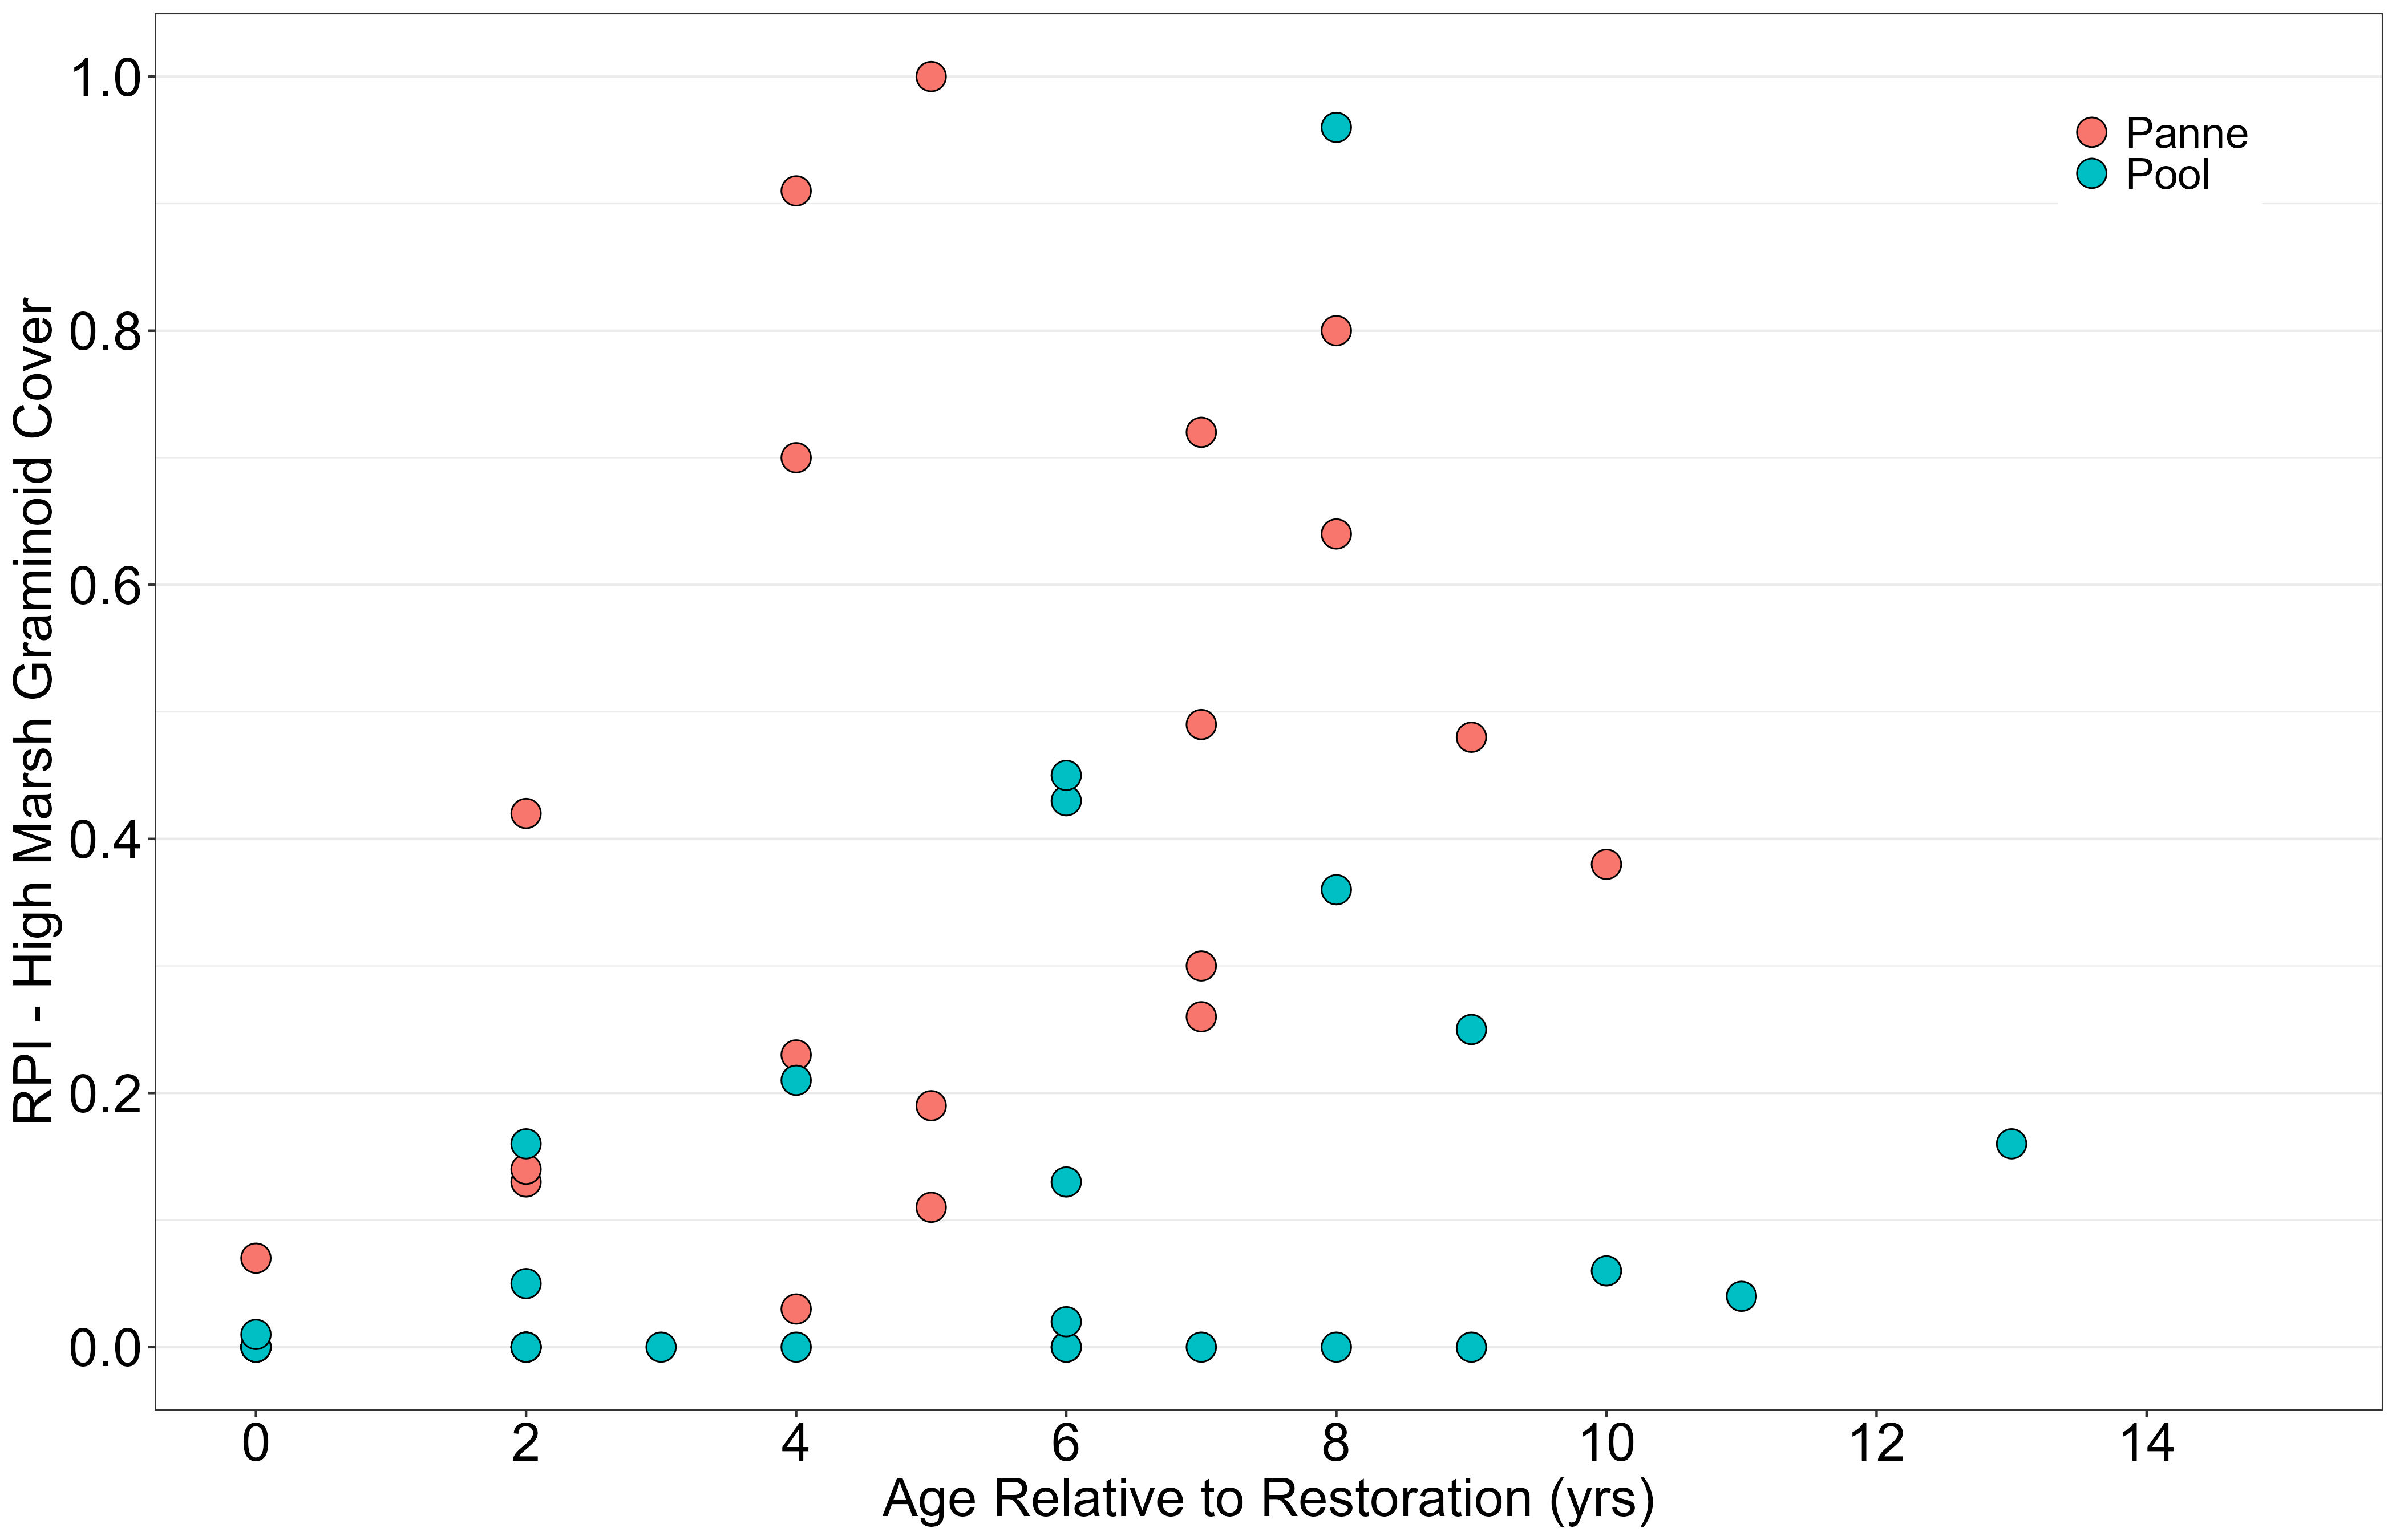 RPI - High Marsh Graminoid Cover
1.0
0.8
0.6
0.4
0.2
0.0
Panne
Pool
0 2 4 6 8 10 12 14
Age Relative to Restoration (yrs)